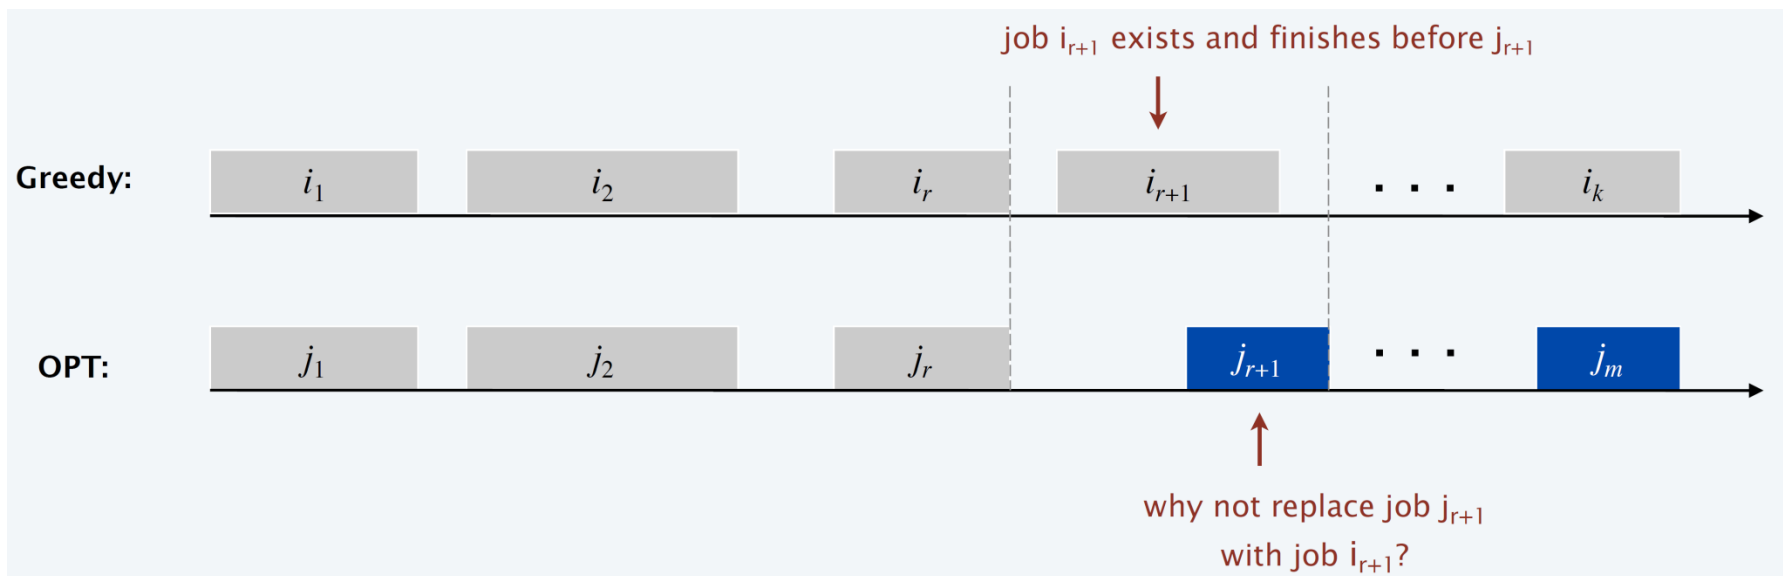 job i_{r+1} exists and finishes before j_{r+1}
Greedy:
i_1
i_2
i_r
i_{r+1}
. . .
i_k
OPT:
j_1
j_2
j_r
j_{r+1}
. . .
j_m
why not replace job j_{r+1}
with job i_{r+1}?